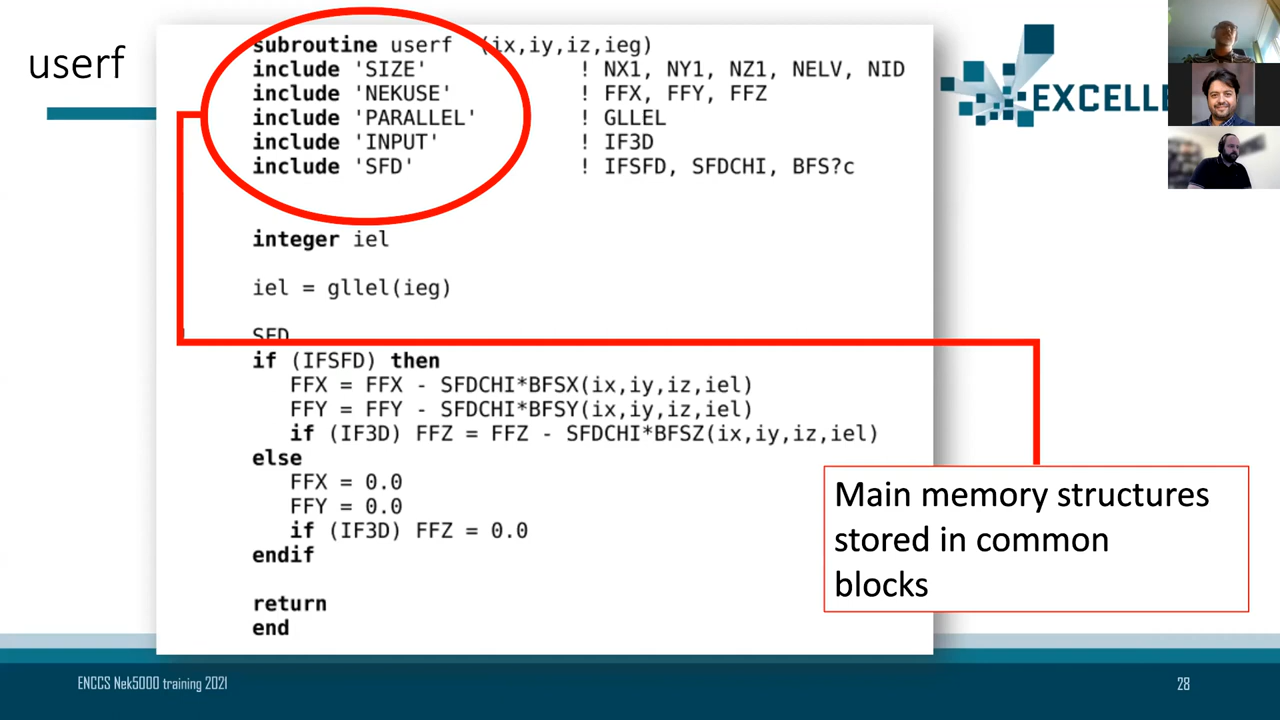 userf
subroutine userf (ix,iy,iz,ieg)
include 'SIZE' ! NX1, NY1, NZ1, NELV, NID
include 'NEKUSE' ! FFX, FFY, FFZ
include 'PARALLEL' ! GLLEL
include 'INPUT' ! IF3D
include 'SFD' ! IFSFD, SFDCHI, BFS?c
integer iel
iel = gllel(ieg)
SFD
if (IFSFD) then
FFX = FFX - SFDCHI*BFSX(ix,iy,iz,iel)
FFY = FFY - SFDCHI*BFSY(ix,iy,iz,iel)
if (IF3D) FFZ = FFZ - SFDCHI*BFSZ(ix,iy,iz,iel)
else
FFX = 0.0
FFY = 0.0
if (IF3D) FFZ = 0.0
endif
return
end
EXCELLE
Main memory structures
stored in common
blocks
ENCCS Nek5000 training 2021
28